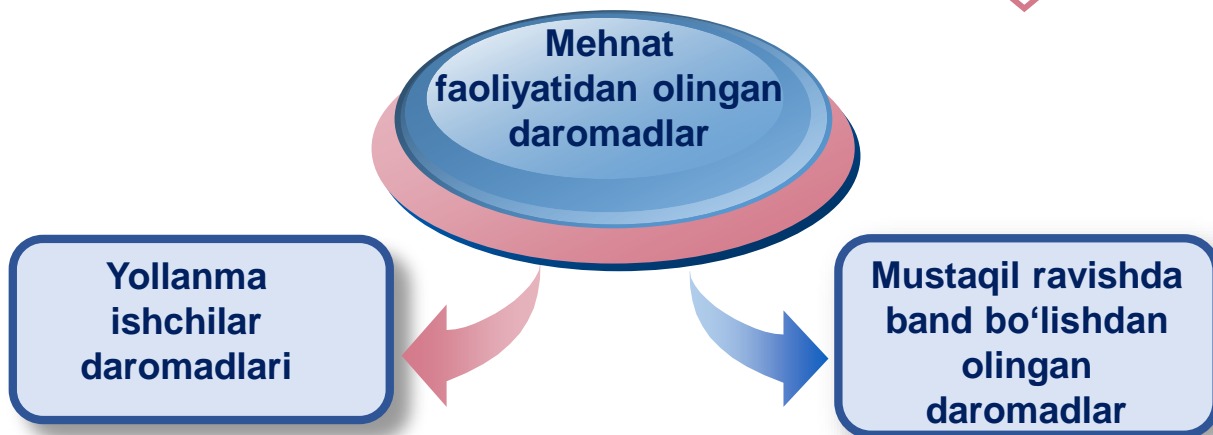 Mehnat
faoliyatidan olingan
daromadlar
Yollanma
ishchilar
daromadlari
Mustaqil ravishda
band bo‘lishdan
olingan
daromadlar